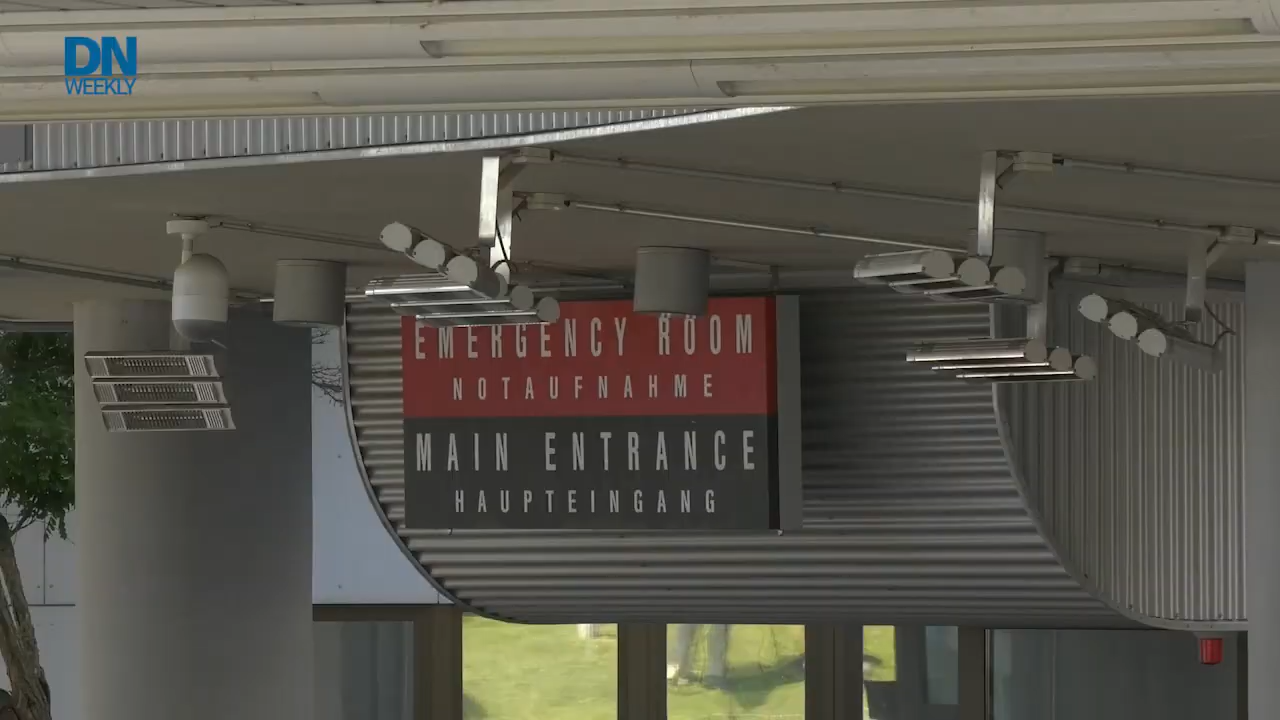 DN
WEEKLY
EMERGENCY ROOM
NOTAUFNAHME
MAIN ENTRANCE
HAUPTEINGANG